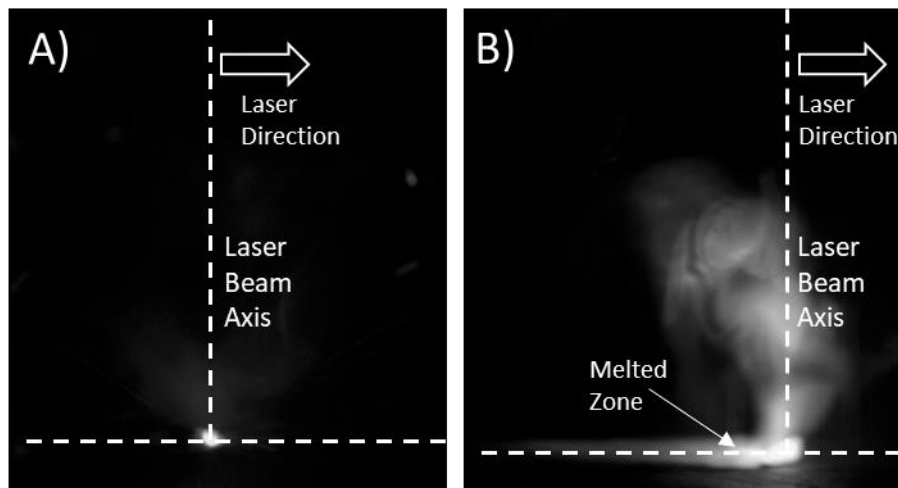 A)
Laser
Direction
Laser
Beam
Axis
B)
Laser
Direction
Laser
Beam
Axis
Melted
Zone